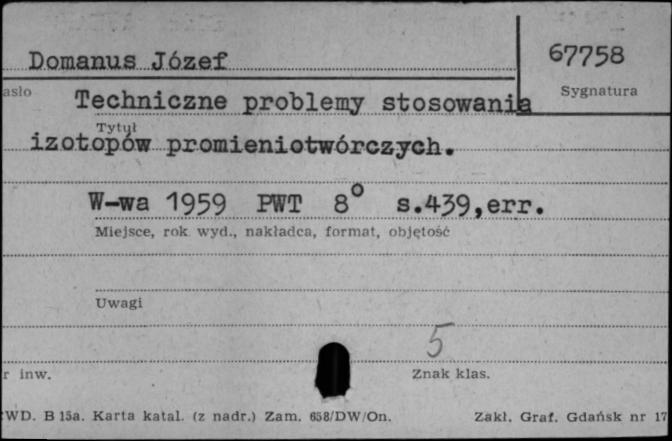 Domanus Józef
67758
asło
Sygnatura
Techniczne problemy stosowania
Tytuł
izotopów promieniotwórczych.
W-wa 1959 PWT 8° s.439,err.
Miejsce, rok wyd., nakładca, format, objętość
Uwagi
5
r inw.
Znak klas.
WD. B 15a. Karta katal. (z nadr.) Zam. 658/DW/On.
Zakł. Graf. Gdańsk nr 17